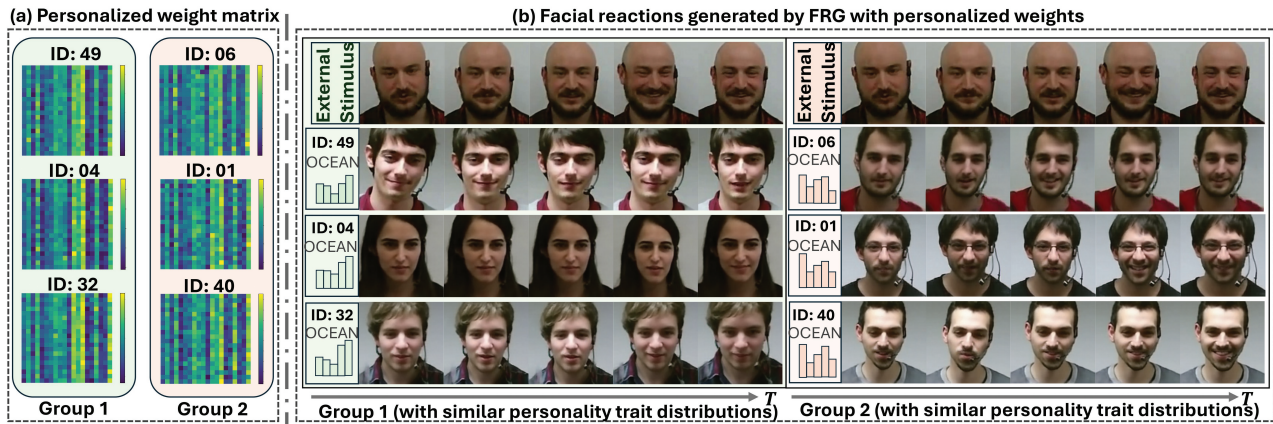 (a) Personalized weight matrix
ID: 49
ID: 06
ID: 04
ID: 01
ID: 32
ID: 40
Group 1
Group 2
(b) Facial reactions generated by FRG with personalized weights
External
Stimulus
ID: 49
OCEAN
ID: 04
OCEAN
ID: 32
OCEAN
External
Stimulus
ID: 06
OCEAN
ID: 01
OCEAN
ID: 40
OCEAN
T
Group 1 (with similar personality trait distributions)
T
Group 2 (with similar personality trait distributions)